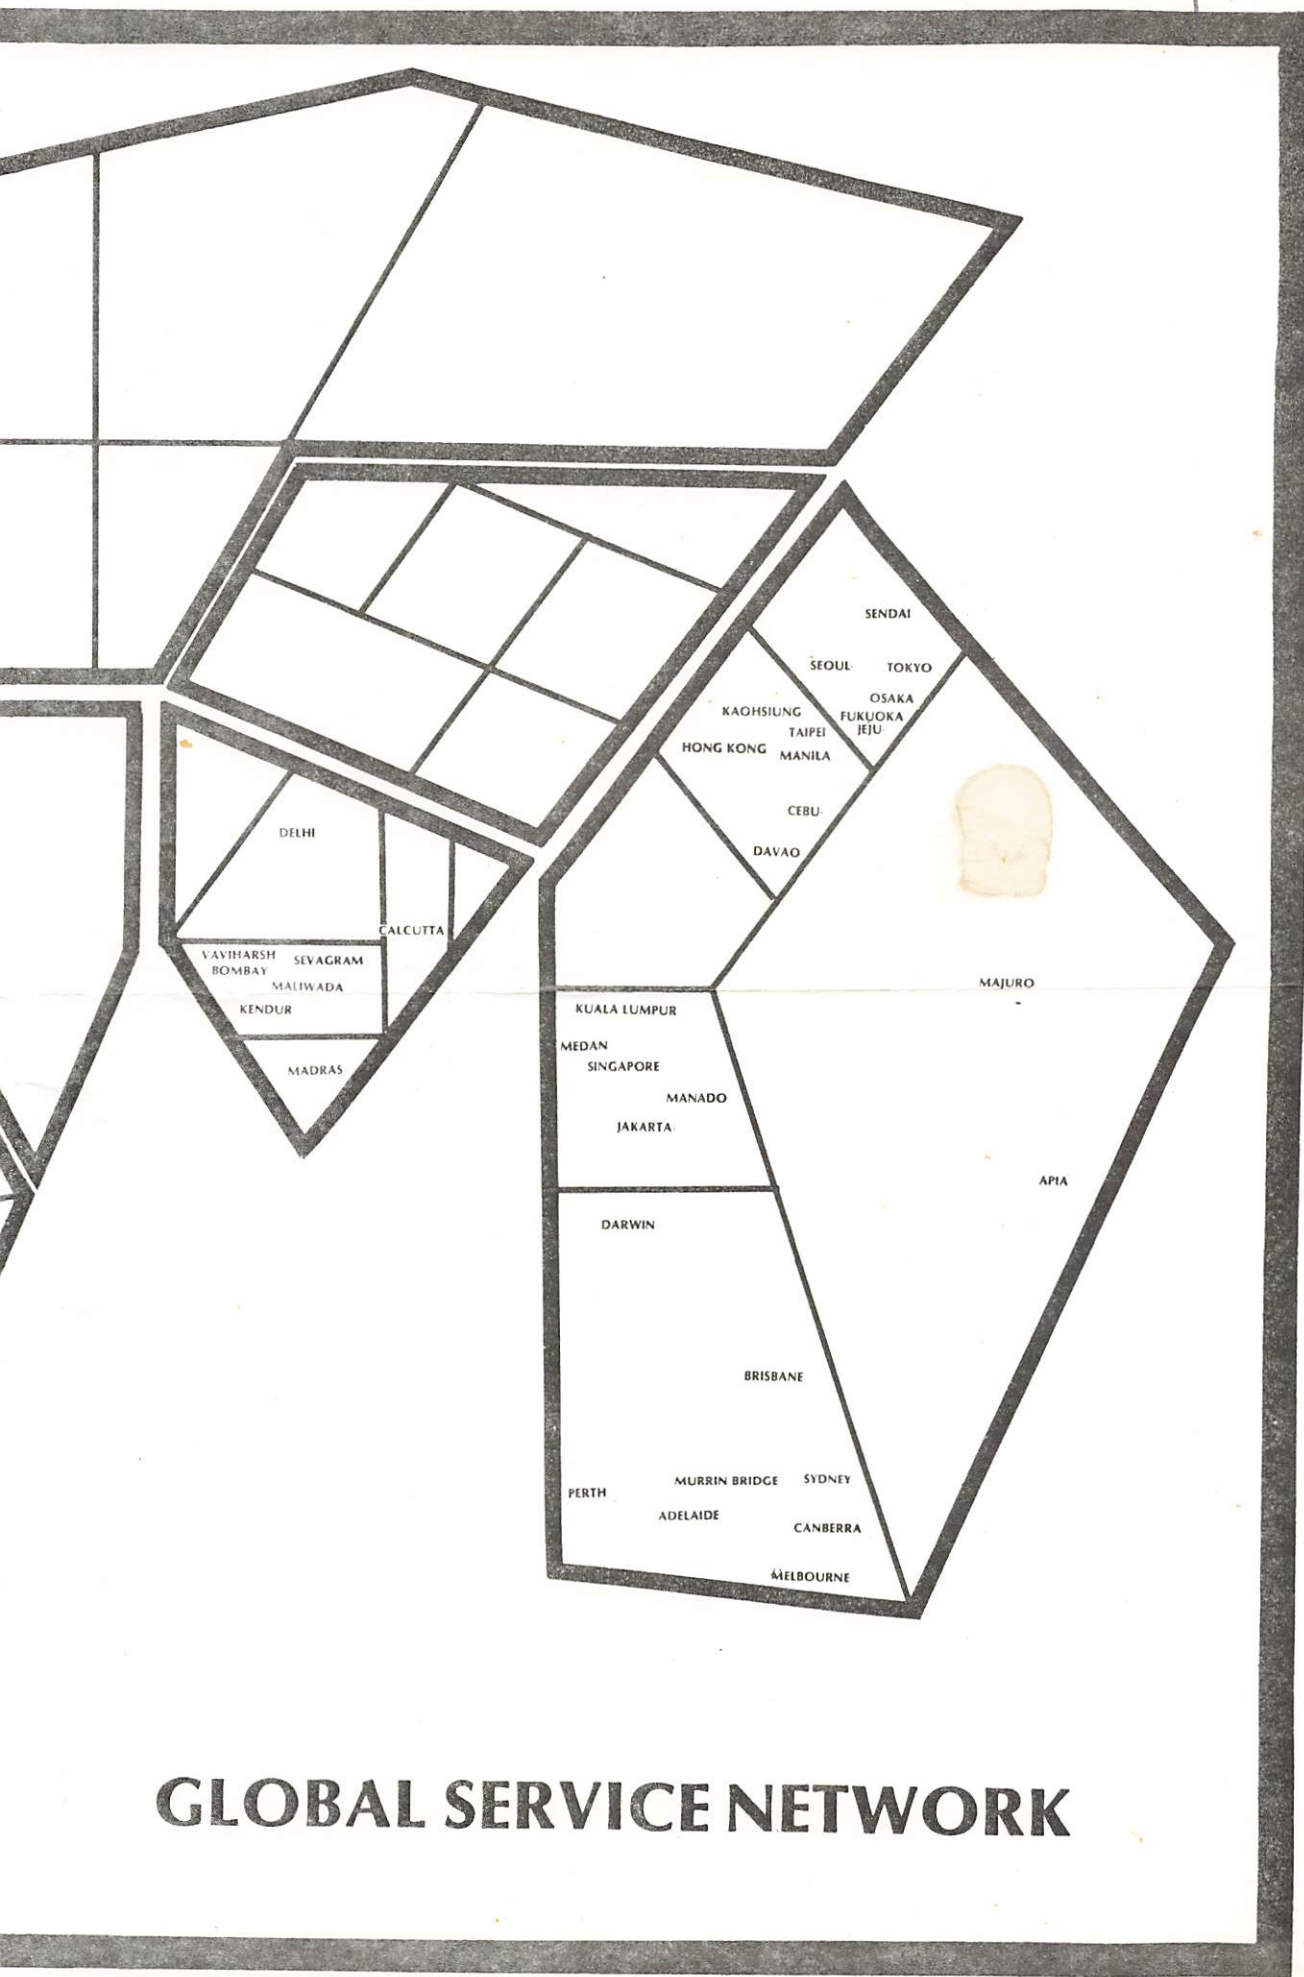 SENDAI
SEOUL
TOKYO
OSAKA
KAOHSIUNG
FUKUOKA
TAIPEI
JEJU
HONG KONG
MANILA
CEBU
DELHI
DAVAO
CALCUTTA
VAVIHARSH
SEVAGRAM
BOMBAY
MALIWADA
MAJURO
KENDUR
KUALA LUMPUR
MEDAN
MADRAS
SINGAPORE
MANADO
JAKARTA
APIA
DARWIN
BRISBANE
MURRIN BRIDGE
SYDNEY
PERTH
ADELAIDE
CANBERRA
MELBOURNE
GLOBAL SERVICE NETWORK